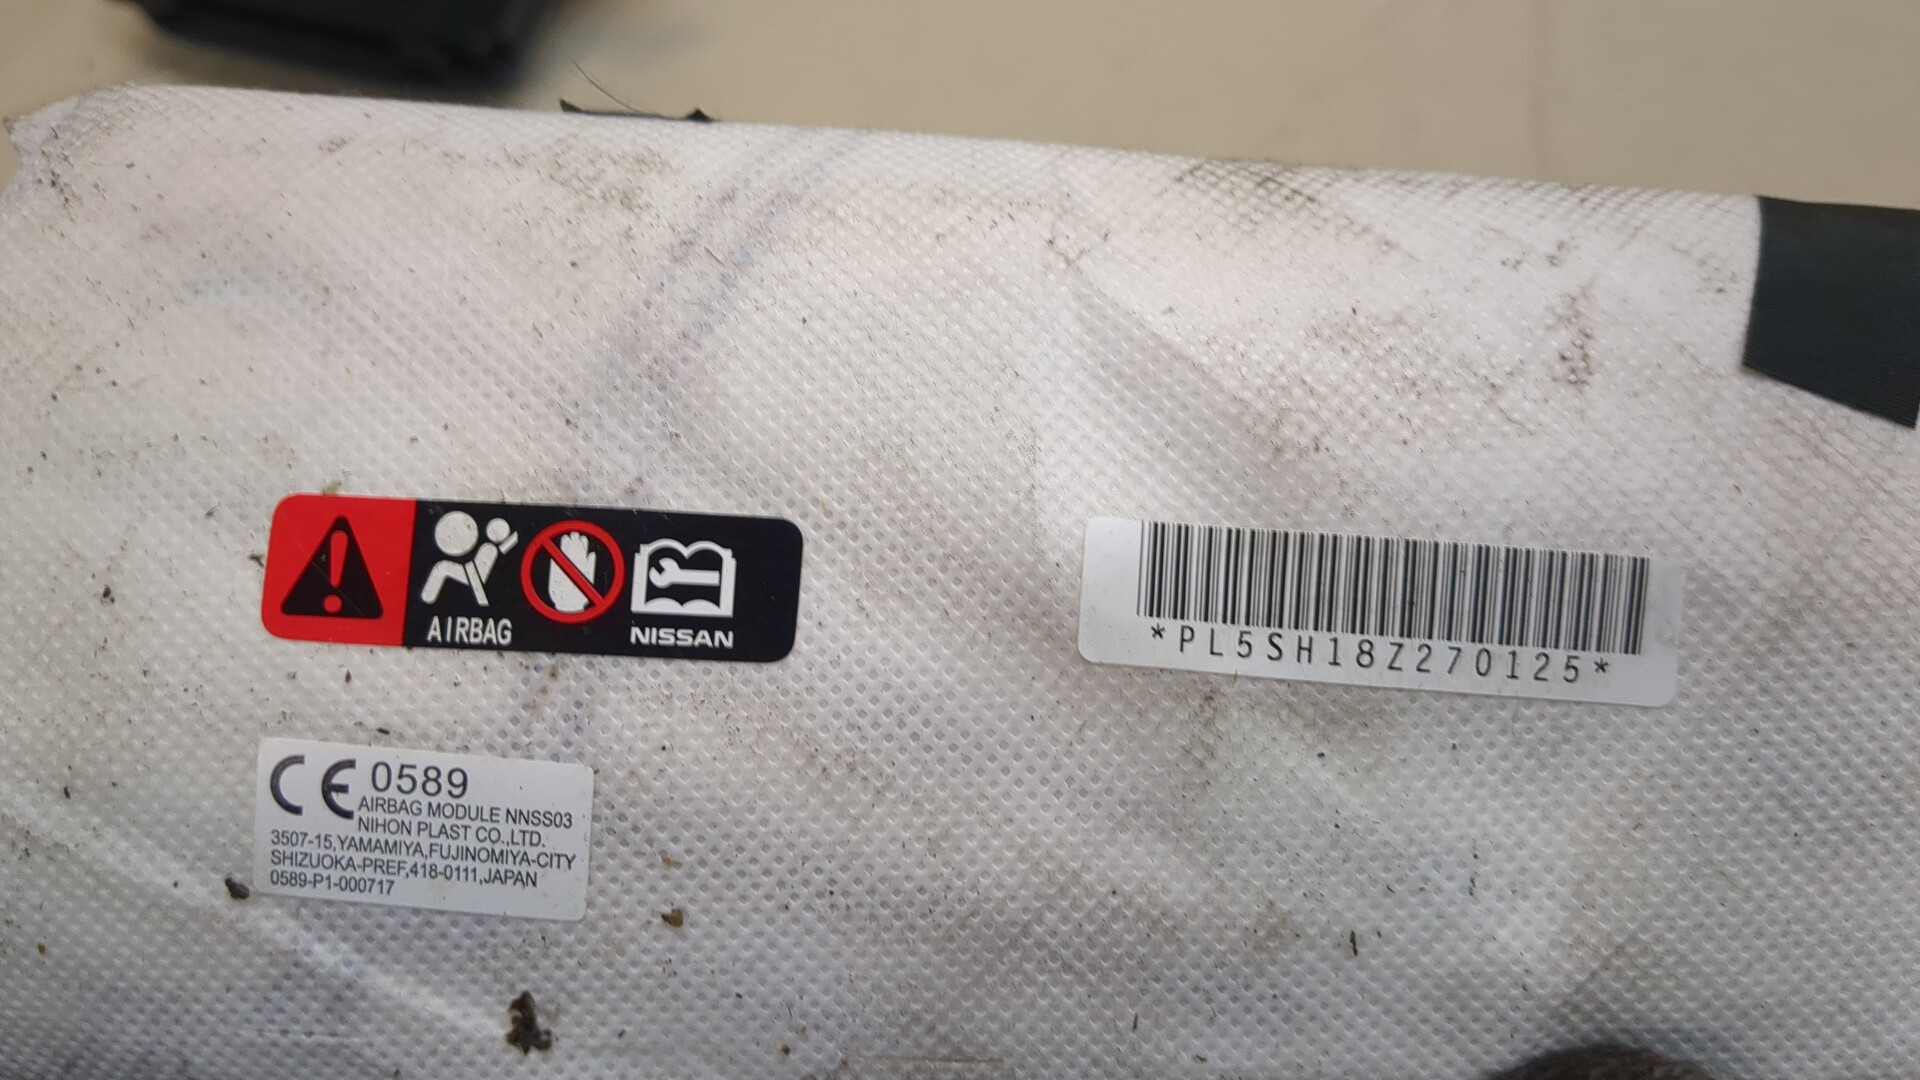 AIRBAG
NISSAN
*PL5SH18Z270125*
CE 0589
AIRBAG MODULE NNSS03
NIHON PLAST CO.,LTD.
3507-15,YAMAMIYA,FUJINOMIYA-CITY
SHIZUOKA-PREF,418-0111,JAPAN
0589-P1-000717